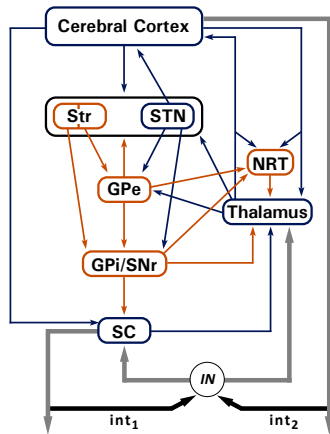 Cerebral Cortex
Str STN
NRT
GPe
Thalamus
GPi/SNr
SC
IN
int1 int2